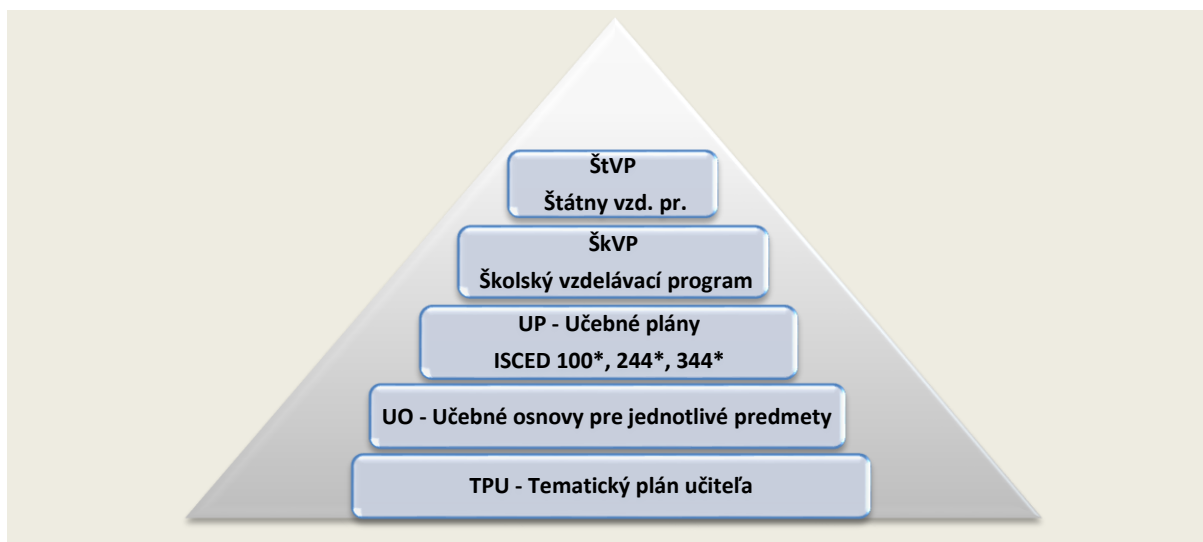 ŠtVP
Štátny vzd. pr.
ŠkVP
Školský vzdelávací program
UP - Učebné plány
ISCED 100*, 244*, 344*
UO - Učebné osnovy pre jednotlivé predmety
TPU - Tematický plán učiteľa